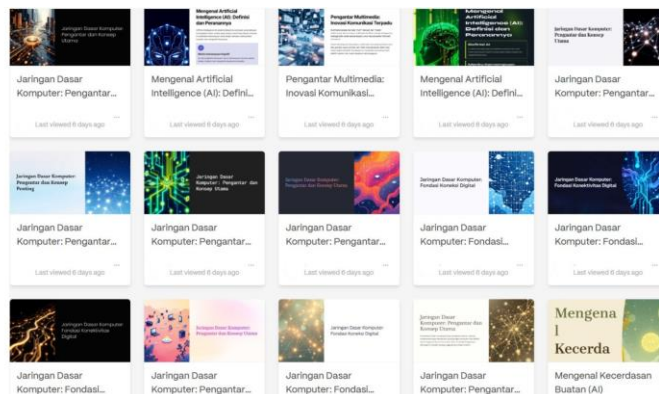 Jaringan Dasar Komputer:
Pengantar dan Konsep
Utama
Jaringan Dasar
Komputer: Pengantar...
Last viewed 6 days ago
Mengenal Artificial
Intelligence (AI): Definisi
dan Peranannya
Mengenal Artificial
Intelligence (AI): Defini...
Last viewed 6 days ago
Pengantar Multimedia:
Inovasi Komunikasi Terpadu
Pengantar Multimedia:
Inovasi Komunikasi...
Last viewed 6 days ago
Mengenal
Artificial
Intelligence (AI):
Definisi dan
Peranannya
Mengenal Artificial
Intelligence (AI): Defini...
Last viewed 6 days ago
Jaringan Dasar Komputer:
Pengantar dan Konsep
Utama
Jaringan Dasar
Komputer: Pengantar...
Last viewed 6 days ago
Jaringan Dasar Komputer:
Pengantar dan Konsep
Penting
Jaringan Dasar
Komputer: Pengantar...
Last viewed 6 days ago
Jaringan Dasar
Komputer: Pengantar dan
Konsep Utama
Jaringan Dasar
Komputer: Pengantar...
Last viewed 6 days ago
Jaringan Dasar Komputer:
Pengantar dan Konsep Utama
Jaringan Dasar
Komputer: Pengantar...
Last viewed 6 days ago
Jaringan Dasar Komputer:
Fondasi Koneksi Digital
Jaringan Dasar
Komputer: Fondasi...
Last viewed 6 days ago
Jaringan Dasar Komputer:
Fondasi Konektivitas Digital
Jaringan Dasar
Komputer: Fondasi...
Last viewed 6 days ago
Jaringan Dasar Komputer:
Fondasi Konektivitas
Digital
Jaringan Dasar
Komputer: Fondasi...
Jaringan Dasar Komputer:
Pengantar dan Konsep Utama
Jaringan Dasar
Komputer: Pengantar...
Jaringan Dasar Komputer:
Fondasi Koneksi Digital
Jaringan Dasar
Komputer: Fondasi...
Jaringan Dasar
Komputer: Pengantar dan
Konsep Utama
Jaringan Dasar
Komputer: Pengantar...
Mengena
l
Kecerda
Mengenal Kecerdasan
Buatan (AI)